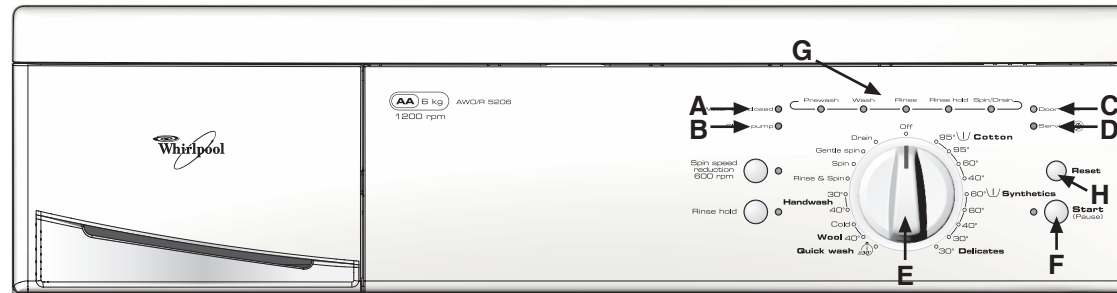 G
A
B
C
D
Prewash Wash Rinse Rinse hold Spin/Drain
Door
AA 6 kg AWO/R 5206
1200 rpm
pump
Off
Whirlpool
Drain
Gentle spin
Spin
Rinse & Spin
Spin speed
reduction
600 rpm
Rinse hold
30°
Handwash
40°
Cold
Wool 40°
Quick wash 30°
95° Cotton
95°
60°
40°
60° Synthetics
60°
40°
30°
30° Delicates
Reset
H
Start
(Pause)
E
F